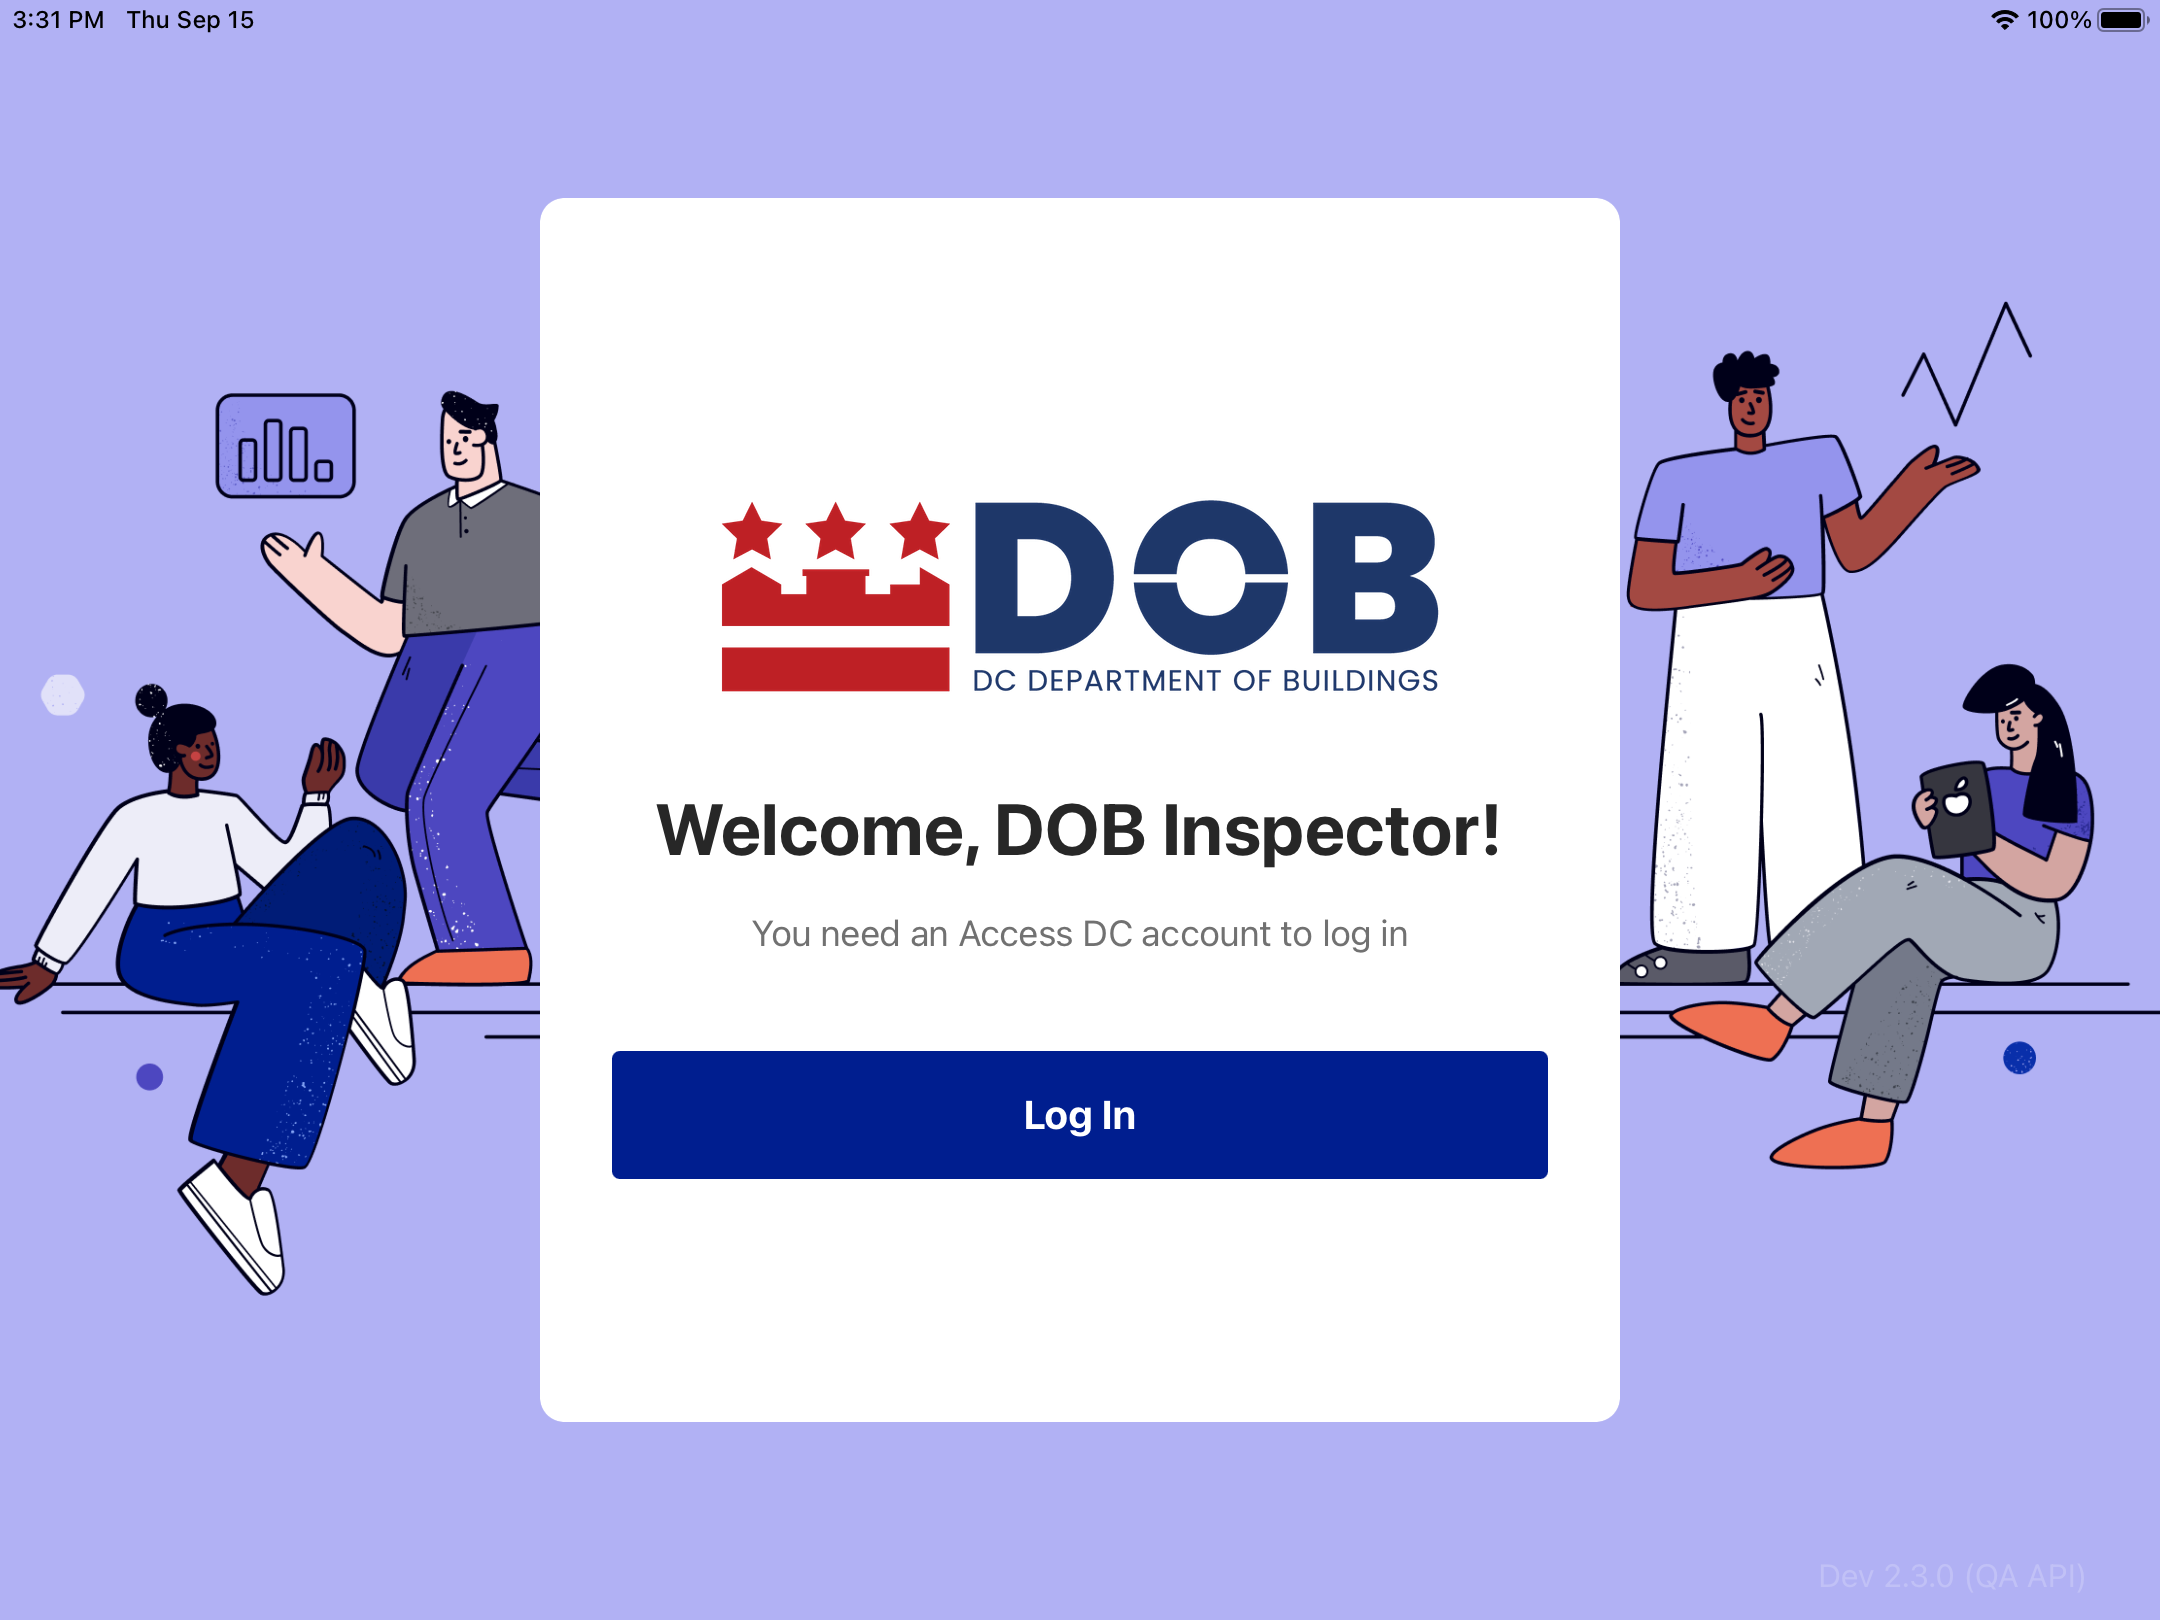 3:31 PM Thu Sep 15
100%
DOB
DC DEPARTMENT OF BUILDINGS
Welcome, DOB Inspector!
You need an Access DC account to log in
Log In
Dev 2.3.0 (QA API)